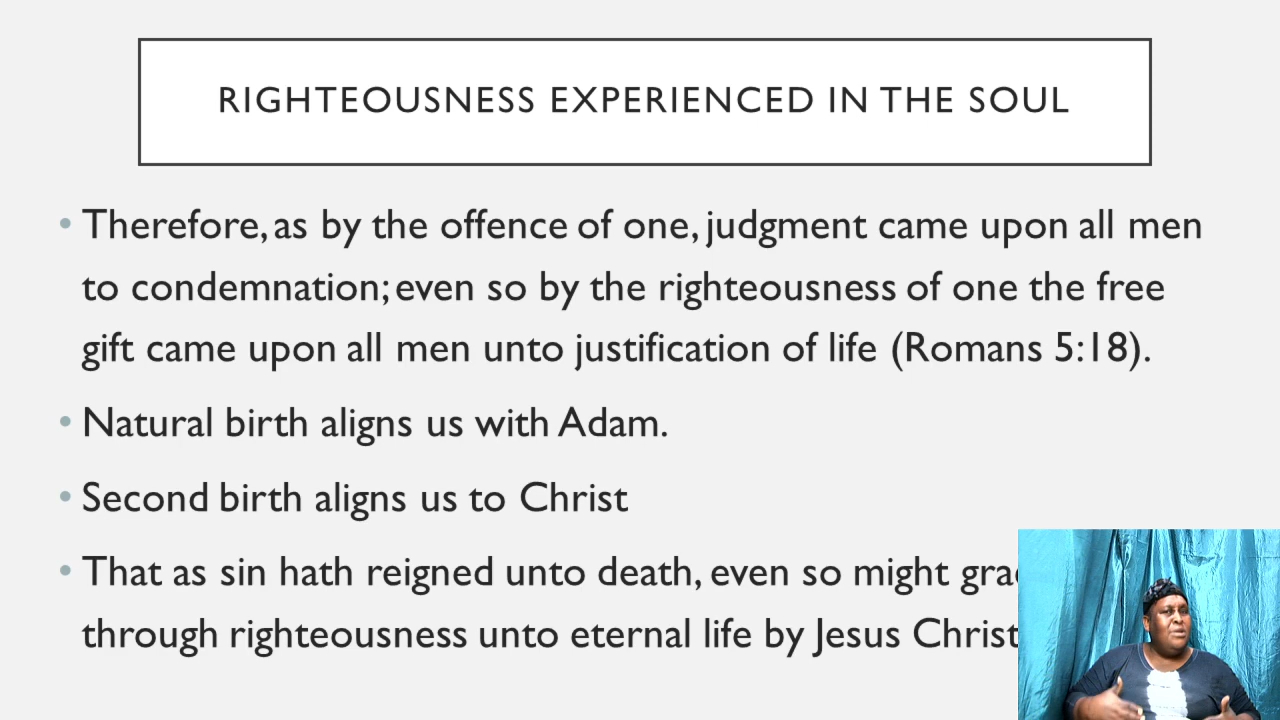 RIGHTEOUSNESS EXPERIENCED IN THE SOUL
• Therefore, as by the offence of one, judgment came upon all men
to condemnation; even so by the righteousness of one the free
gift came upon all men unto justification of life (Romans 5:18).
• Natural birth aligns us with Adam.
• Second birth aligns us to Christ
• That as sin hath reigned unto death, even so might
through righteousness unto eternal life by Jesus Christ